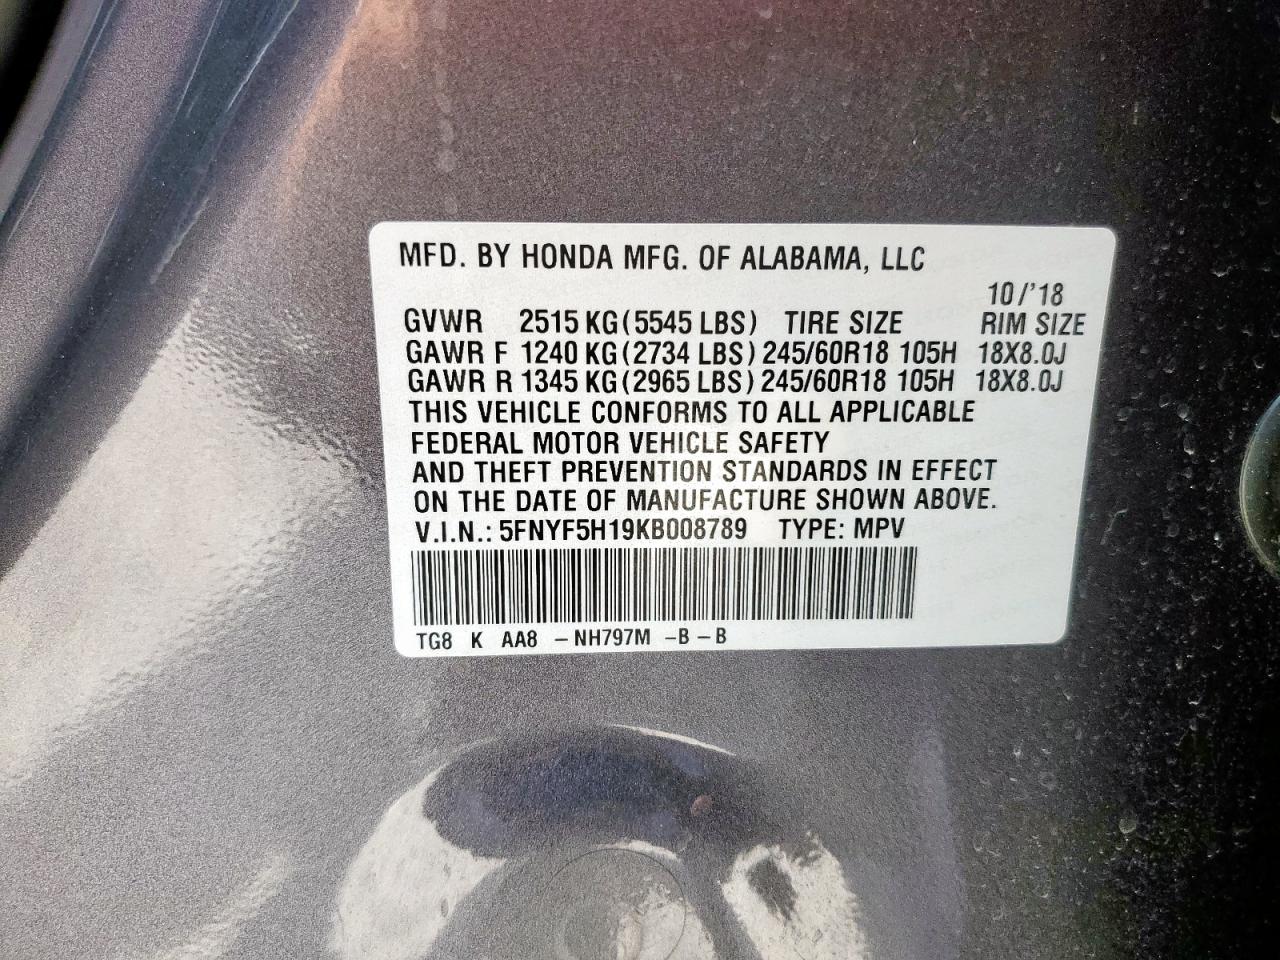 MFD. BY HONDA MFG. OF ALABAMA, LLC
10/'18
GVWR 2515 KG (5545 LBS) TIRE SIZE RIM SIZE
GAWR F 1240 KG (2734 LBS) 245/60R18 105H 18X8.0J
GAWR R 1345 KG (2965 LBS) 245/60R18 105H 18X8.0J
THIS VEHICLE CONFORMS TO ALL APPLICABLE
FEDERAL MOTOR VEHICLE SAFETY
AND THEFT PREVENTION STANDARDS IN EFFECT
ON THE DATE OF MANUFACTURE SHOWN ABOVE.
V.I.N.: 5FNYF5H19KB008789 TYPE: MPV
TG8 K AA8 - NH797M - B - B